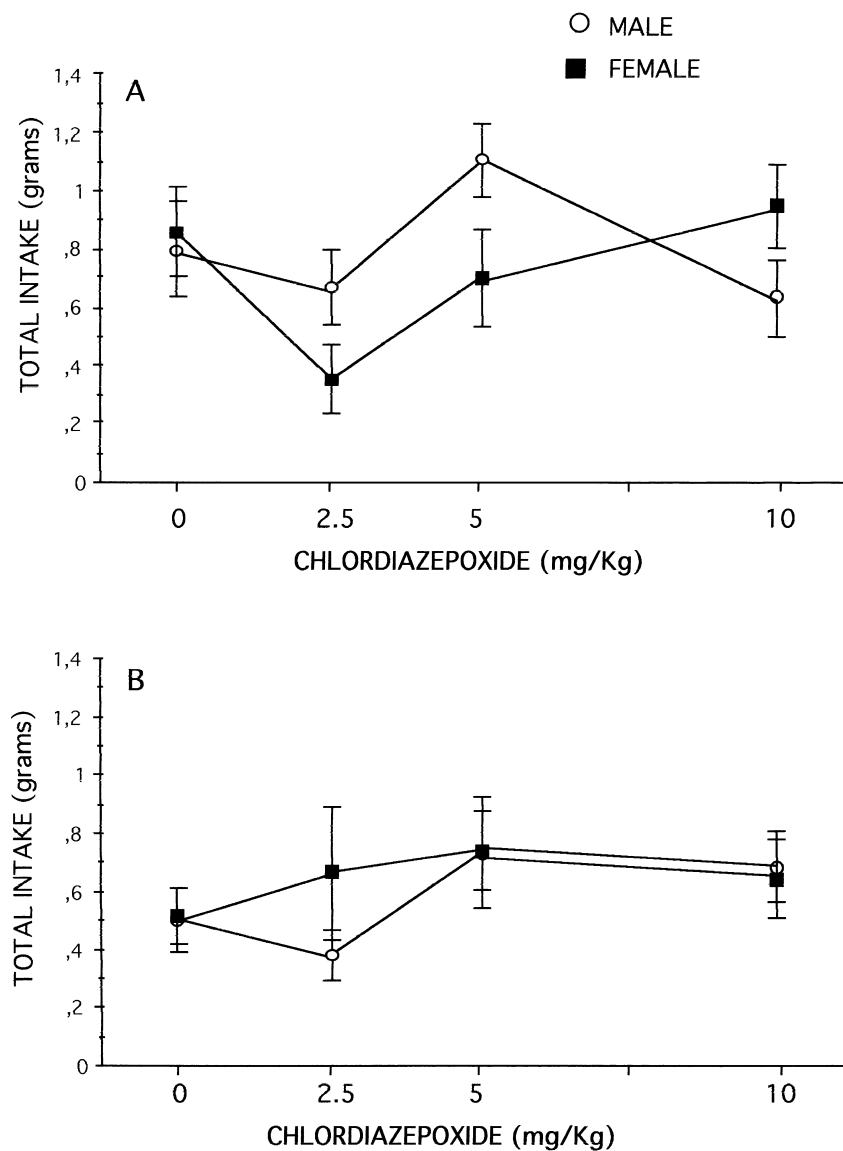 MALE
FEMALE
A
1,4
1,2
1
,8
,6
,4
,2
0
TOTAL INTAKE (grams)
0 2.5 5 10
CHLORDIAZEPOXIDE (mg/Kg)
B
1,4
1,2
1
,8
,6
,4
,2
0
TOTAL INTAKE (grams)
0 2.5 5 10
CHLORDIAZEPOXIDE (mg/Kg)